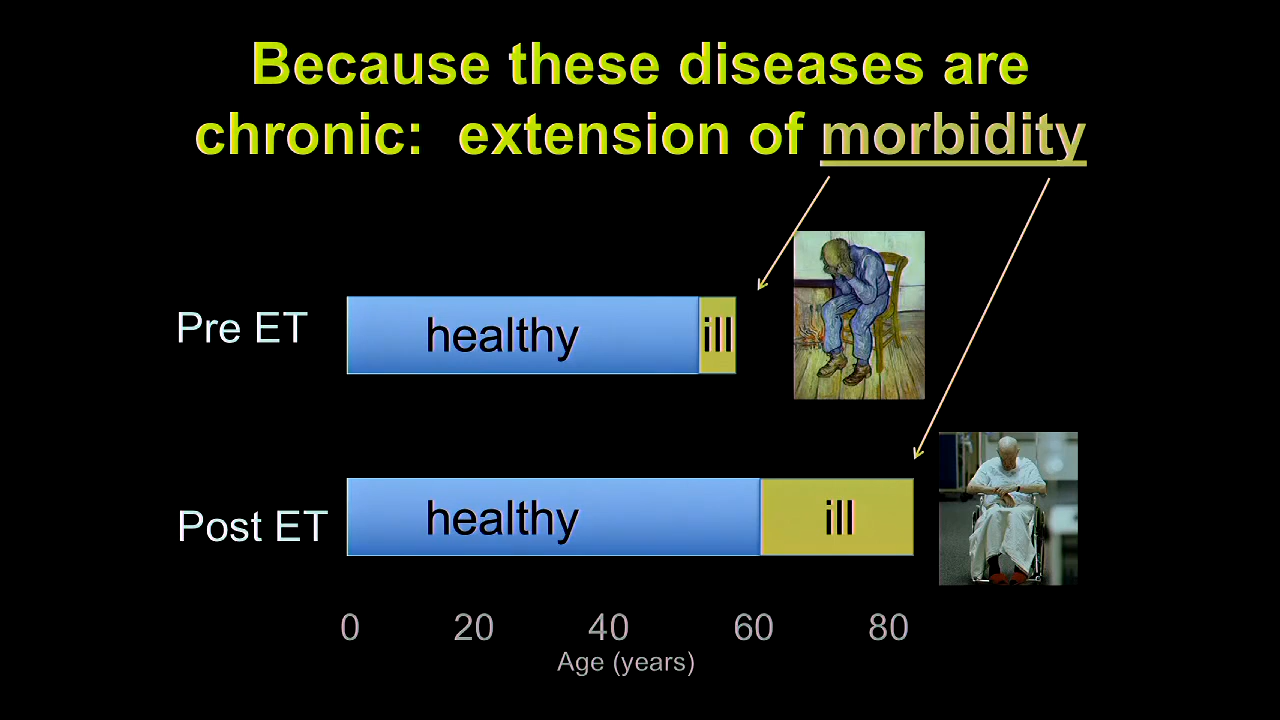 Because these diseases are
chronic: extension of morbidity
Pre ET
healthy
ill
Post ET
healthy
ill
0 20 40 60 80
Age (years)